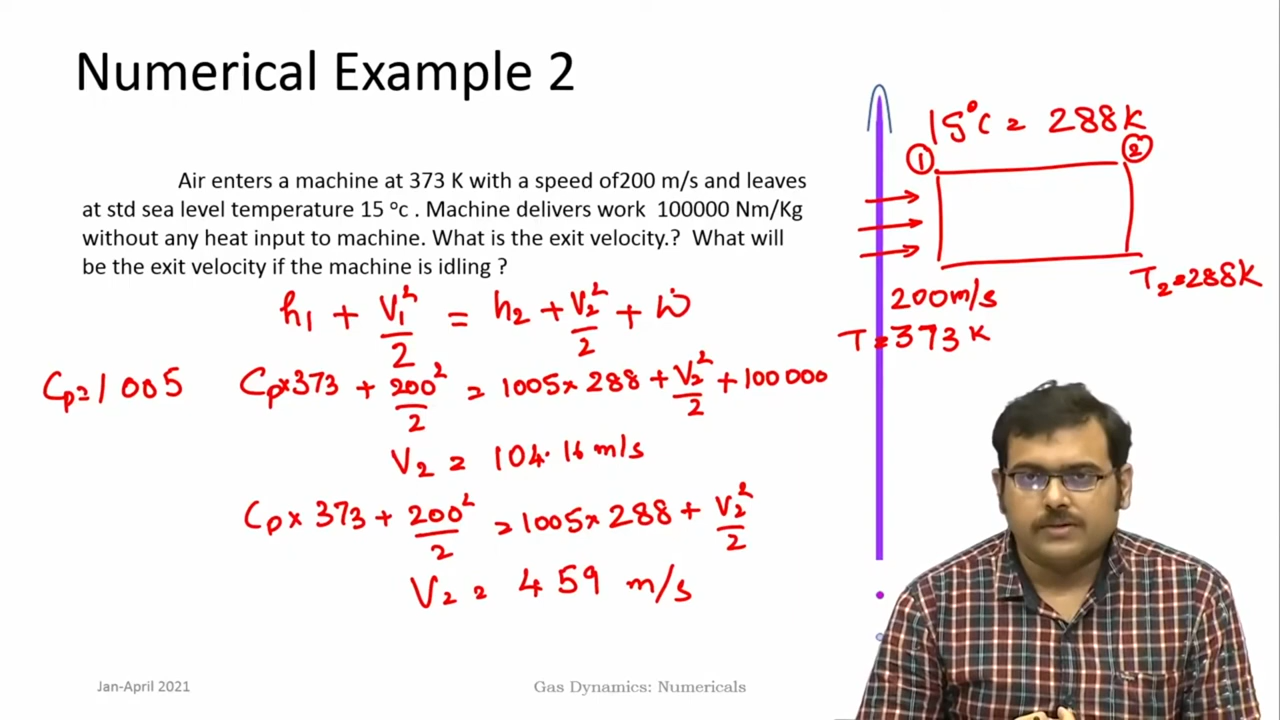 Numerical Example 2
Air enters a machine at 373 K with a speed of200 m/s and leaves
at std sea level temperature 15 ᵒc . Machine delivers work 100000 Nm/Kg
without any heat input to machine. What is the exit velocity.? What will
be the exit velocity if the machine is idling ?
15°C = 288K
① ②
200m/s
T = 373 K
T₂ = 288K
h₁ + V₁²/2 = h₂ + V₂²/2 + ẇ
Cp = 1005
Cp×373 + 200²/2 = 1005×288 + V₂²/2 + 100000
V₂ = 104.16 m/s
Cp × 373 + 200²/2 = 1005×288 + V₂²/2
V₂ = 459 m/s
Jan-April 2021
Gas Dynamics: Numericals